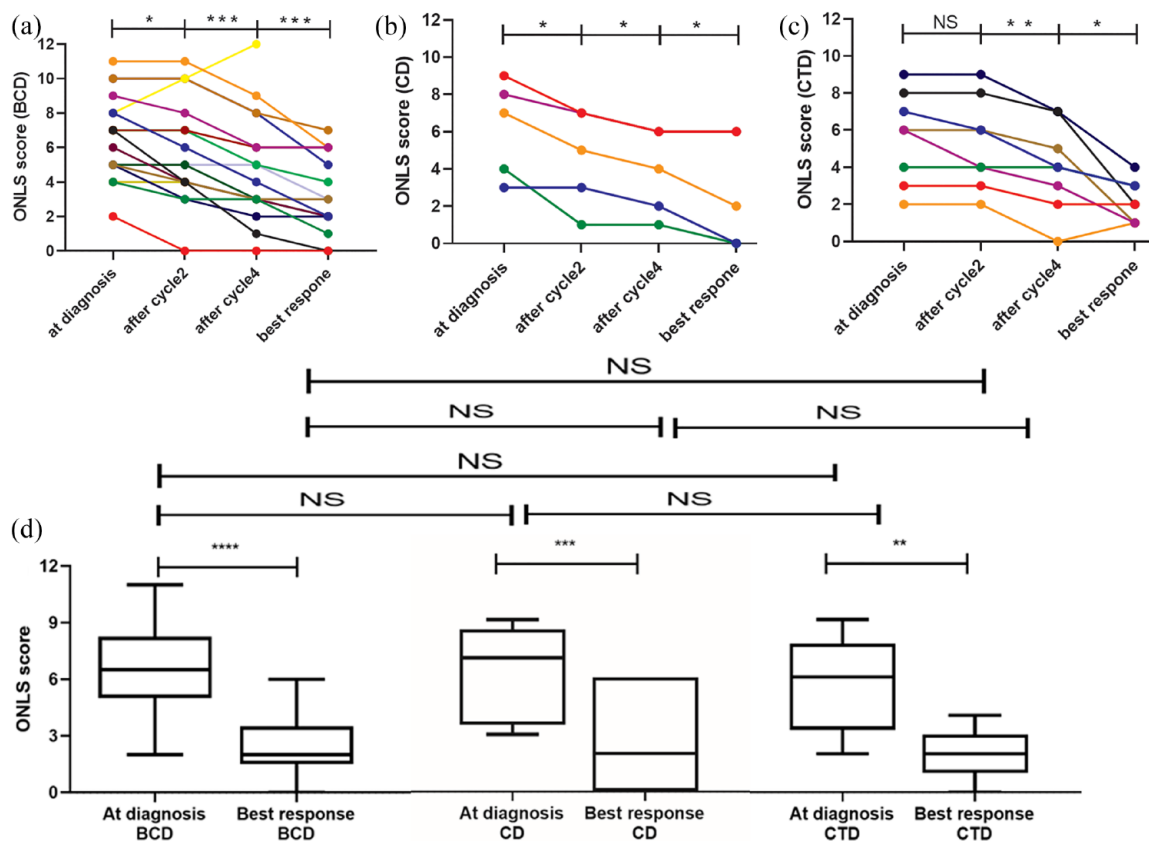 (a)
* *** ***
ONLS score (BCD)
12
10
8
6
4
2
0
at diagnosis
after cycle2
after cycle4
best respone
(b)
* * *
ONLS score (CD)
12
10
8
6
4
2
0
at diagnosis
after cycle2
after cycle4
best respone
(c)
NS ** *
ONLS score (CTD)
12
10
8
6
4
2
0
at diagnosis
after cycle2
after cycle4
best respone
NS
NS NS
NS
NS NS
(d)
**** *** **
ONLS score
12
9
6
3
0
At diagnosis Best response At diagnosis Best response At diagnosis Best response
BCD BCD CD CD CTD CTD